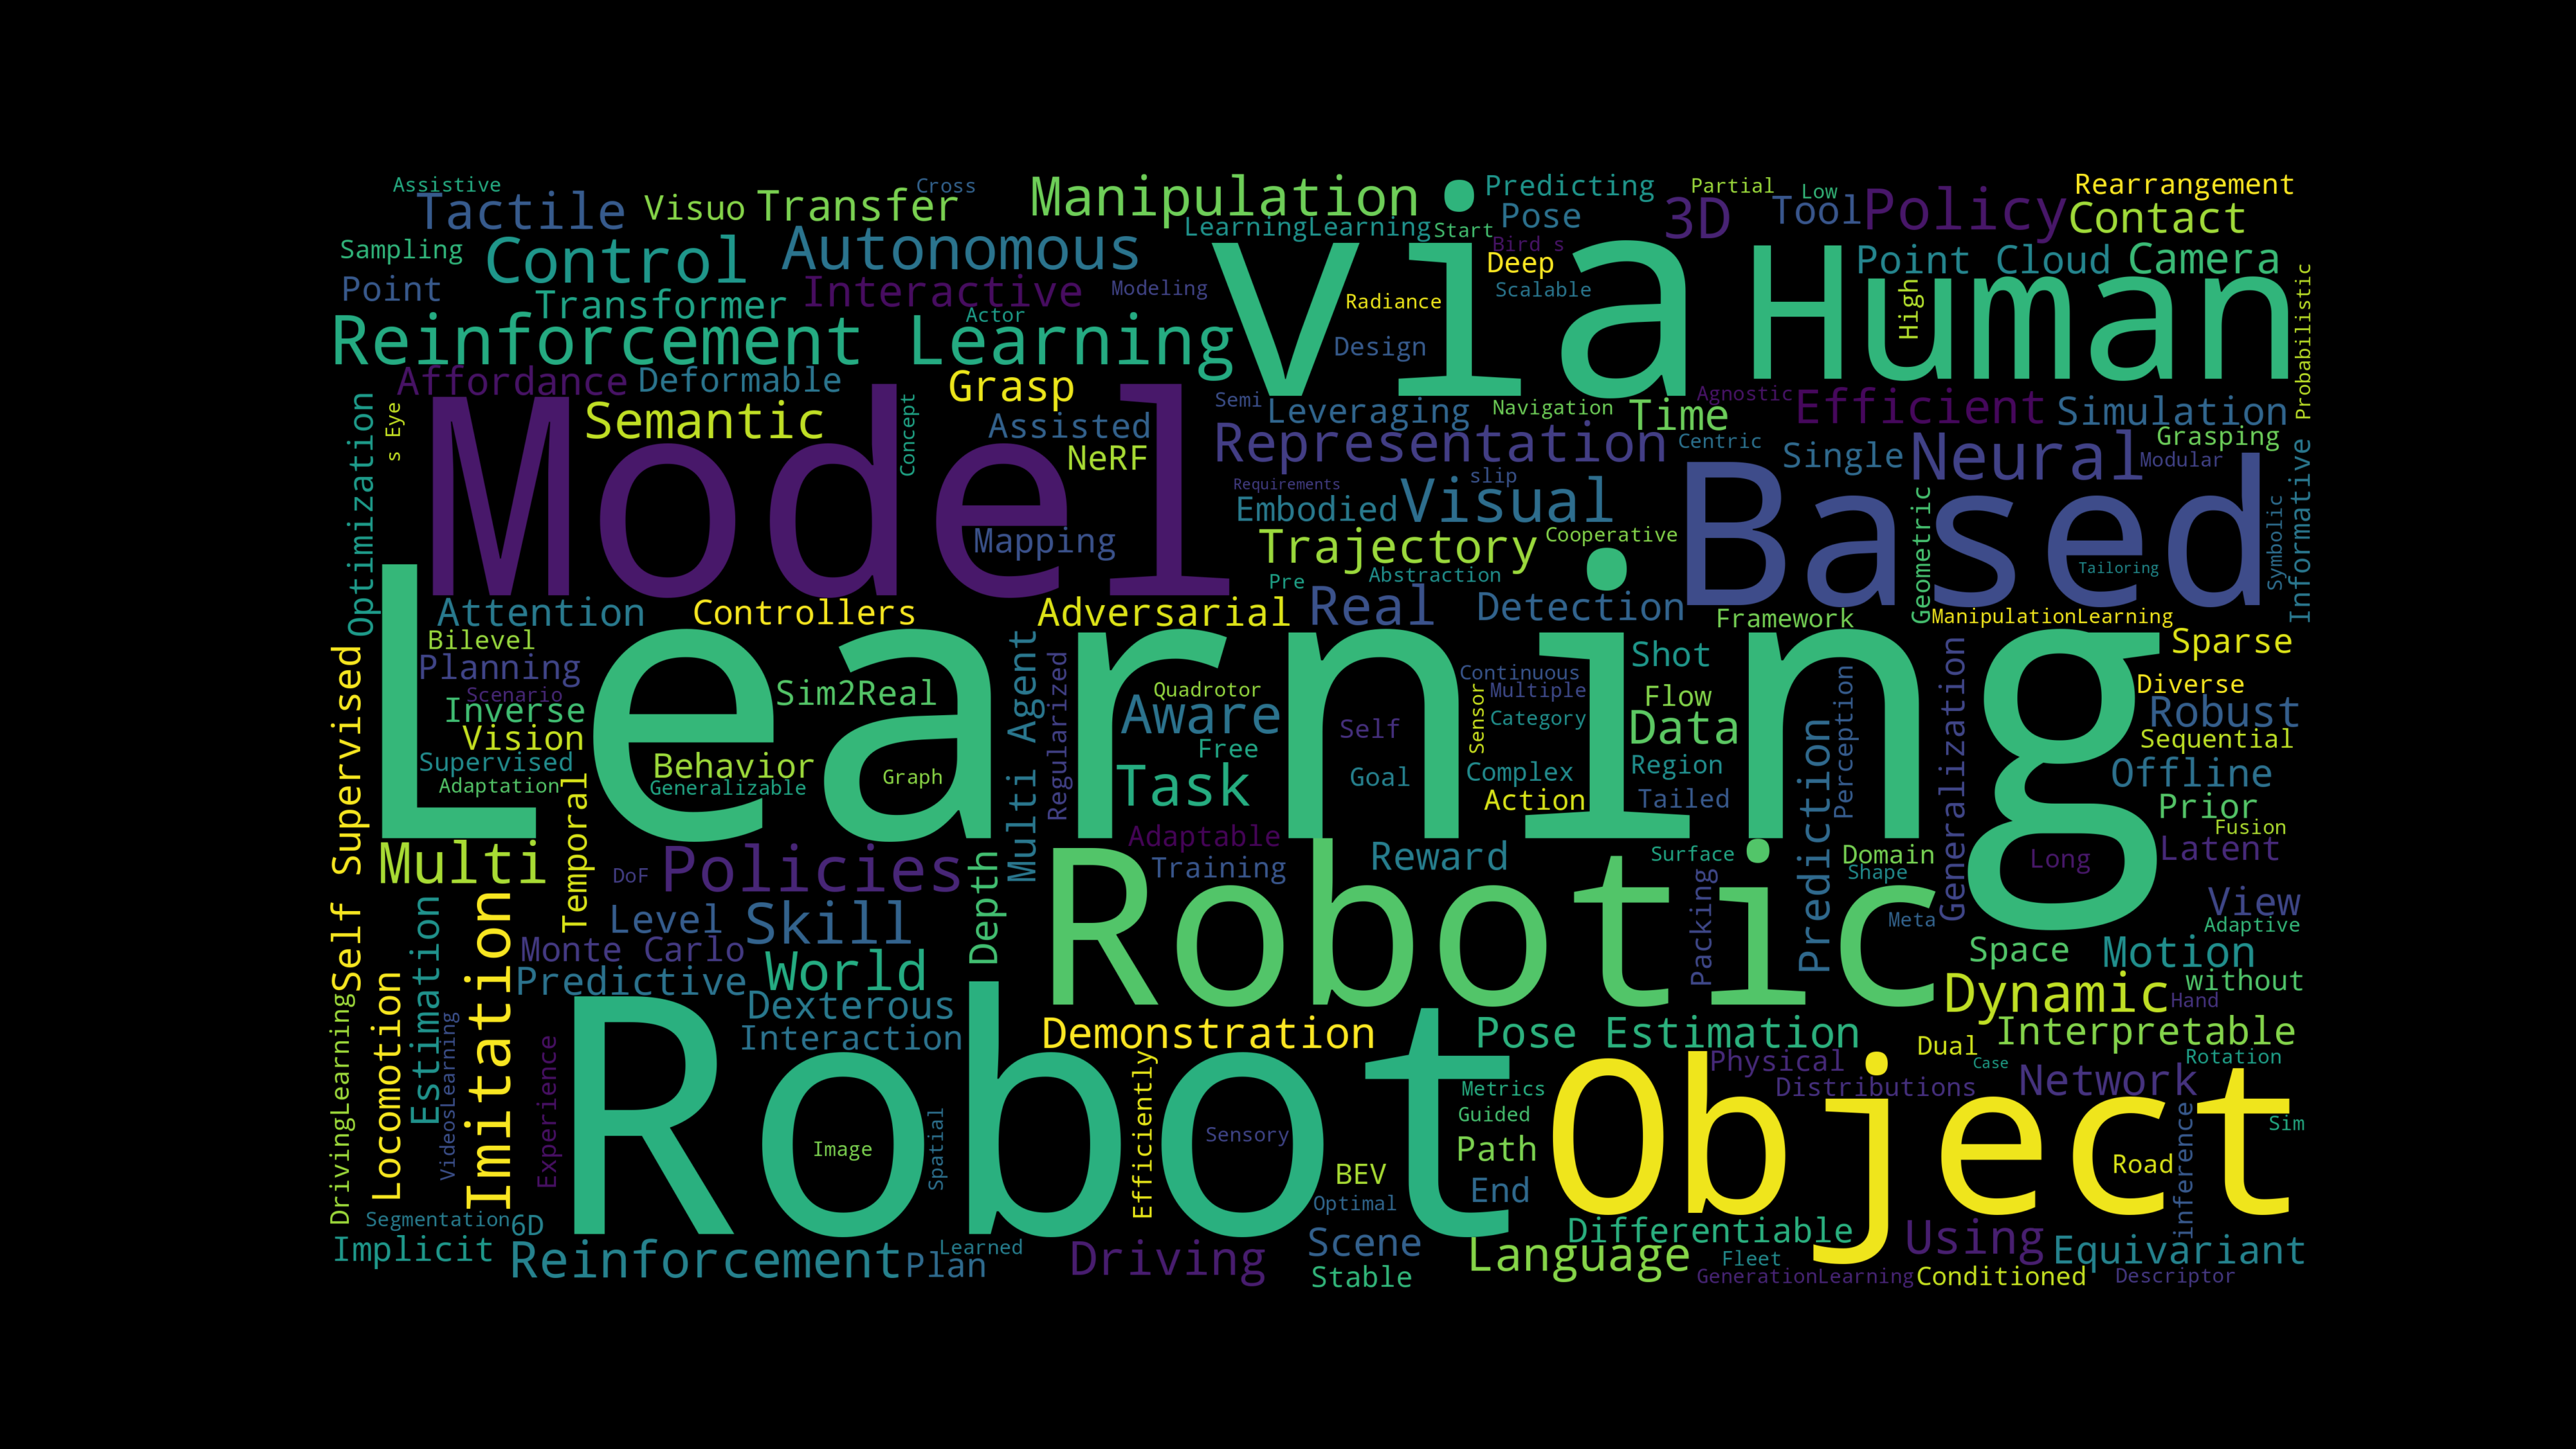 Assistive
Tactile
Visuo
Transfer
Cross
Manipulation
Predicting
Partial
Low
Rearrangement
Pose
3D
Tool
Policy
Contact
LearningLearning
Start
Sampling
Control
Autonomous
via
Bird s
Deep
Human
Point Cloud
Camera
Point
Transformer
Interactive
Modeling
Radiance
Scalable
High
Probabilistic
Reinforcement Learning
Actor
Design
Affordance
Deformable
Grasp
Semi
Leveraging
Navigation
Time
Agnostic
Efficient
Simulation
Optimization
s Eye
Model
Semantic
Concept
Assisted
NeRF
Representation
Centric
Single
Neural
Grasping
Modular
Informative
Requirements
slip
Embodied
Visual
Based
Mapping
Trajectory
Cooperative
Geometric
Symbolic
Pre
Abstraction
Tailoring
Attention
Controllers
Adversarial
Real
Detection
Framework
ManipulationLearning
Learning
Bilevel
Planning
Scenario
Inverse
Vision
Supervised
Adaptation
Sim2Real
Behavior
Generalizable
Graph
Multi Agent
Regularized
Quadrotor
Aware
Free
Task
Self
Goal
Continuous
Multiple
Sensor
Category
Complex
Action
Shot
Flow
Data
Region
Tailed
Prediction
Perception
Generalization
Sparse
Diverse
Robust
Sequential
Offline
Prior
Fusion
Latent
Self Supervised
Temporal
Multi
DoF
Policies
Depth
Adaptable
Training
Reward
Surface
Domain
Shape
Long
View
Adaptive
Level
Skill
Robotic
Packing
Meta
Estimation
Imitation
Monte Carlo
World
Predictive
Dexterous
Interaction
Space
Motion
Dynamic
without
Hand
DrivingLearning
Locomotion
VideosLearning
Experience
Robot
Demonstration
Pose Estimation
Dual
Interpretable
Physical
Case
Rotation
Distributions
Network
Object
Metrics
Guided
Path
End
Image
Spatial
Efficiently
Sensory
BEV
Optimal
Road
inference
Sim
Segmentation
6D
Implicit
Reinforcement
Plan
Learned
Driving
Scene
Stable
Language
Differentiable
Fleet
Using
Equivariant
GenerationLearning
Conditioned
Descriptor